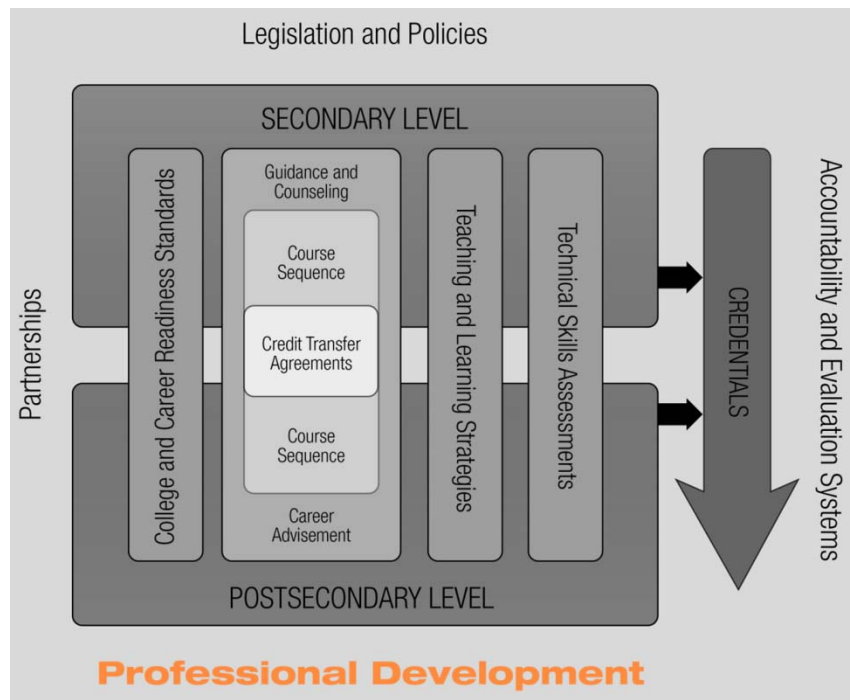 Legislation and Policies
SECONDARY LEVEL
Partnerships
College and Career Readiness Standards
Guidance and
Counseling
Course
Sequence
Credit Transfer
Agreements
Course
Sequence
Career
Advisement
Teaching and Learning Strategies
Technical Skills Assessments
CREDENTIALS
Accountability and Evaluation Systems
POSTSECONDARY LEVEL
Professional Development